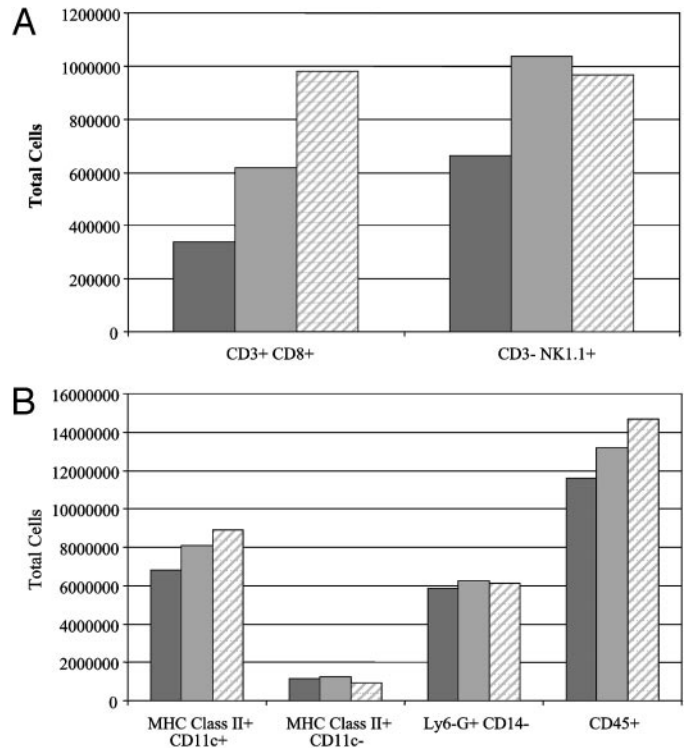 A
1200000
1000000
800000
600000
400000
200000
0
Total Cells
CD3+ CD8+
CD3- NK1.1+
B
16000000
14000000
12000000
10000000
8000000
6000000
4000000
2000000
0
Total Cells
MHC Class II+
CD11c+
MHC Class II+
CD11c-
Ly6-G+ CD14-
CD45+